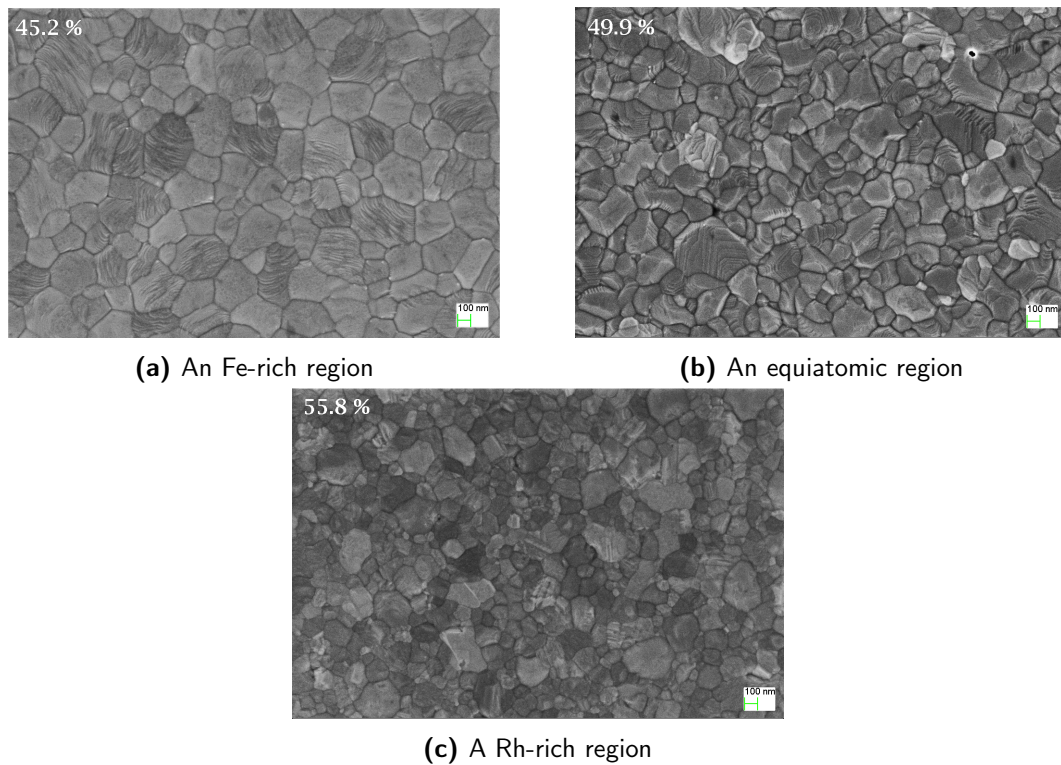 45.2 %
100 nm
(a) An Fe-rich region
49.9 %
100 nm
(b) An equiatomic region
55.8 %
100 nm
(c) A Rh-rich region